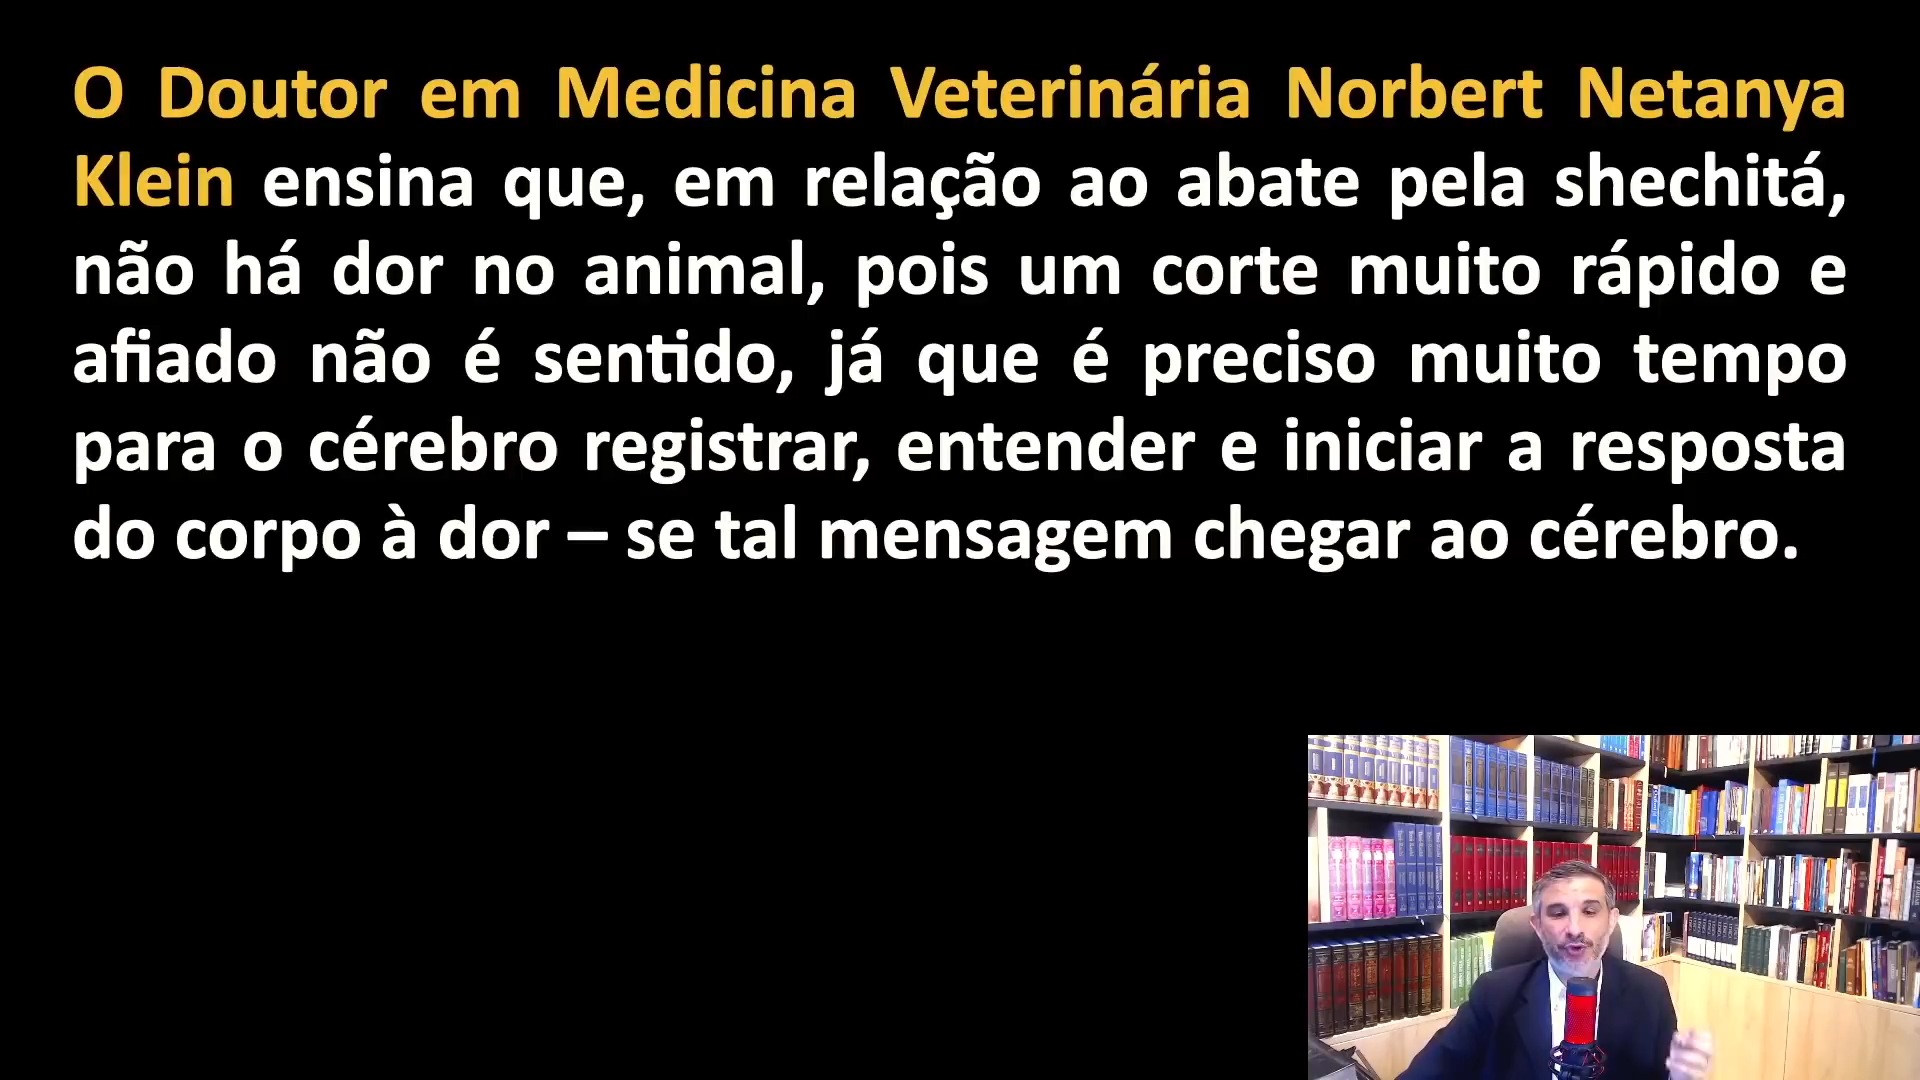 O Doutor em Medicina Veterinária Norbert Netanya
Klein ensina que, em relação ao abate pela shechitá,
não há dor no animal, pois um corte muito rápido e
afiado não é sentido, já que é preciso muito tempo
para o cérebro registrar, entender e iniciar a resposta
do corpo à dor – se tal mensagem chegar ao cérebro.